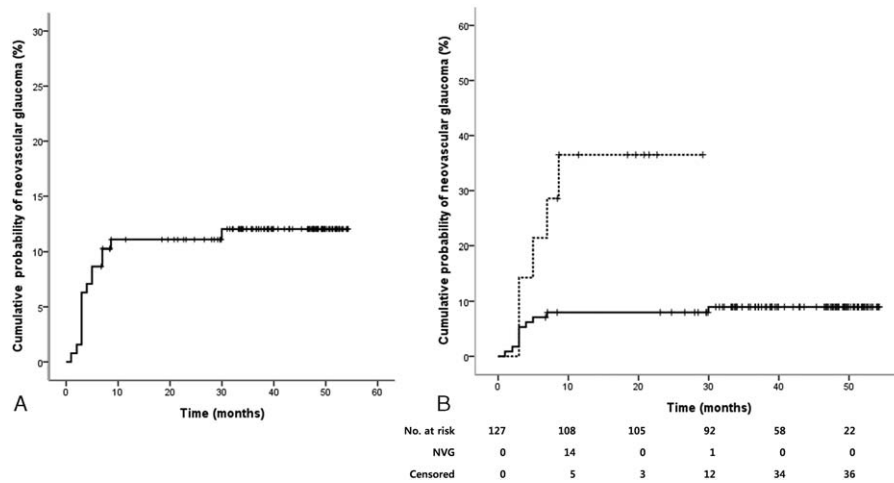 Cumulative probability of neovascular glaucoma (%)
30
25
20
15
10
5
0
0 10 20 30 40 50 60
Time (months)
A
Cumulative probability of neovascular glaucoma (%)
60
50
40
30
20
10
0
0 10 20 30 40 50
Time (months)
B
No. at risk 127 108 105 92 58 22
NVG 0 14 0 1 0 0
Censored 0 5 3 12 34 36